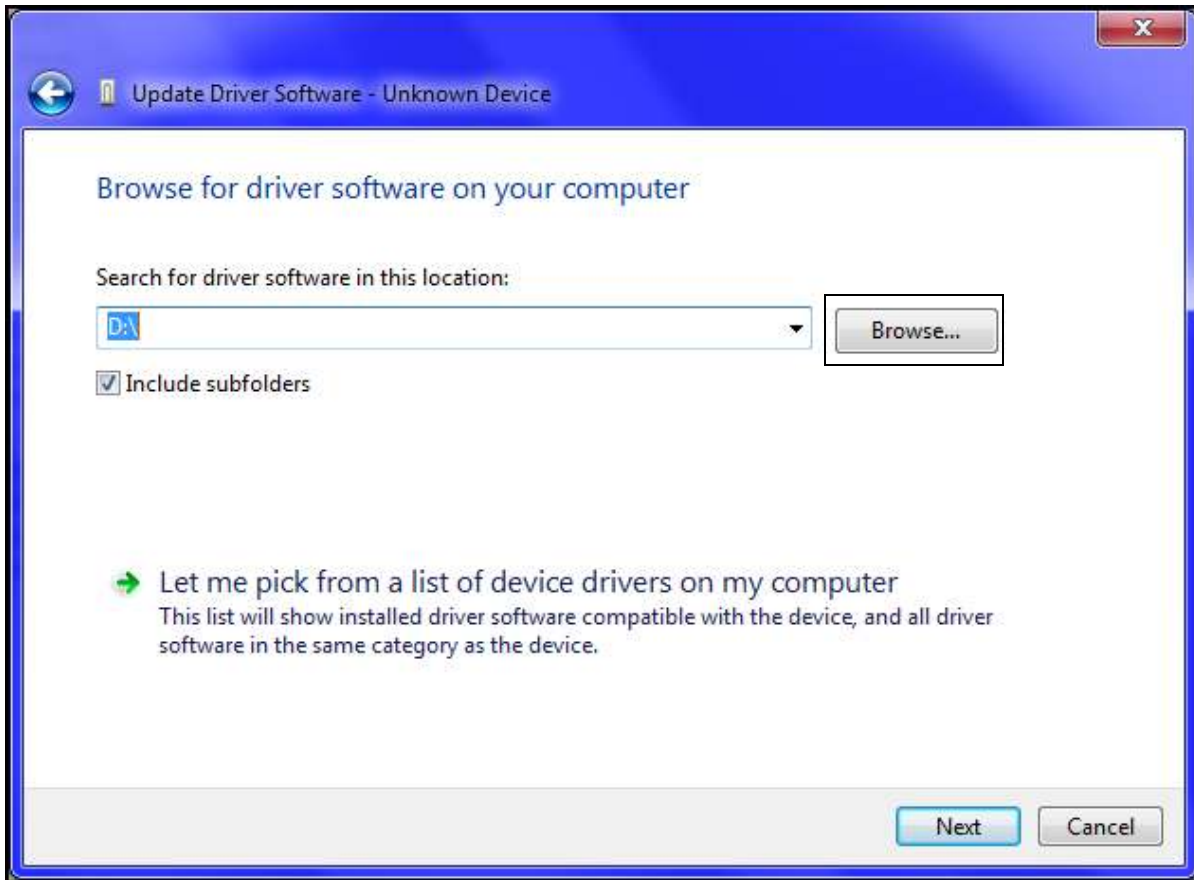 Update Driver Software - Unknown Device
Browse for driver software on your computer
Search for driver software in this location:
D:\
Browse...
Include subfolders
Let me pick from a list of device drivers on my computer
This list will show installed driver software compatible with the device, and all driver
software in the same category as the device.
Next
Cancel